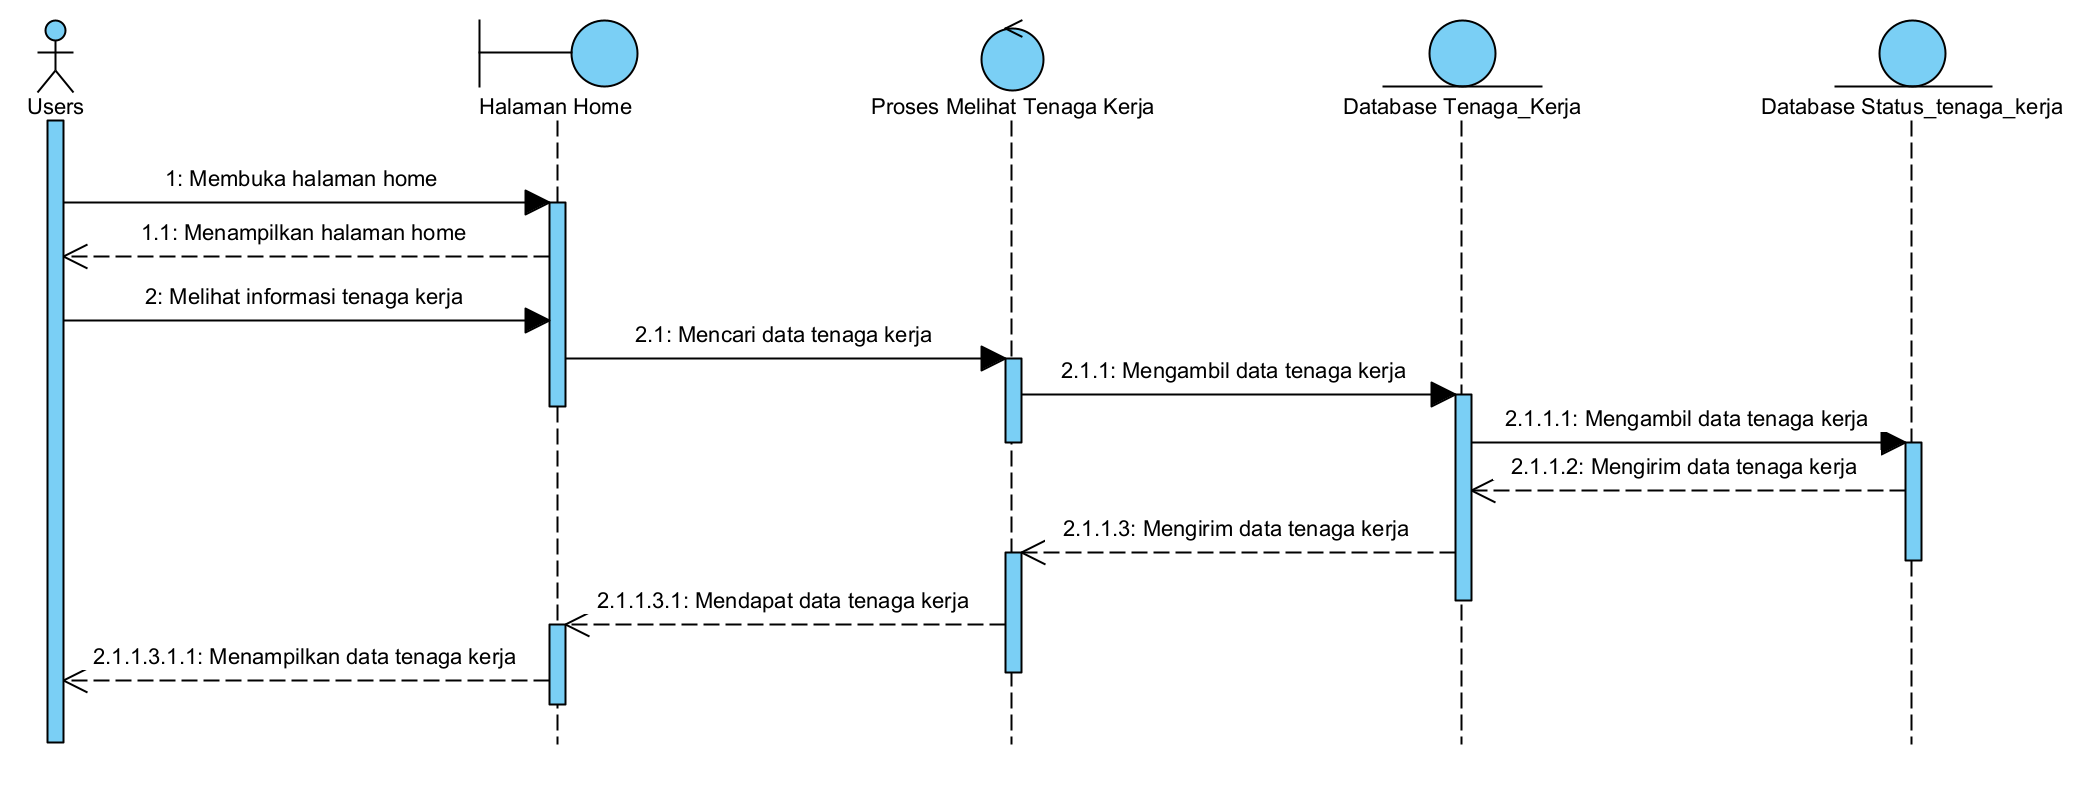 Users
Halaman Home
Proses Melihat Tenaga Kerja
Database Tenaga_Kerja
Database Status_tenaga_kerja
1: Membuka halaman home
1.1: Menampilkan halaman home
2: Melihat informasi tenaga kerja
2.1: Mencari data tenaga kerja
2.1.1: Mengambil data tenaga kerja
2.1.1.1: Mengambil data tenaga kerja
2.1.1.2: Mengirim data tenaga kerja
2.1.1.3: Mengirim data tenaga kerja
2.1.1.3.1: Mendapat data tenaga kerja
2.1.1.3.1.1: Menampilkan data tenaga kerja